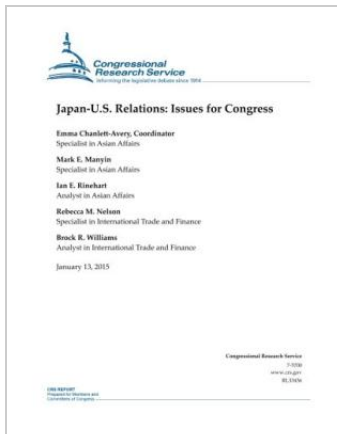 Congressional
Research Service
Informing the legislative debate since 1914
Japan-U.S. Relations: Issues for Congress
Emma Chanlett-Avery, Coordinator
Specialist in Asian Affairs
Mark E. Manyin
Specialist in Asian Affairs
Ian E. Rinehart
Analyst in Asian Affairs
Rebecca M. Nelson
Specialist in International Trade and Finance
Brock R. Williams
Analyst in International Trade and Finance
January 13, 2015
Congressional Research Service
7-5700
www.crs.gov
RL33436
CRS REPORT
Prepared for Members and
Committees of Congress